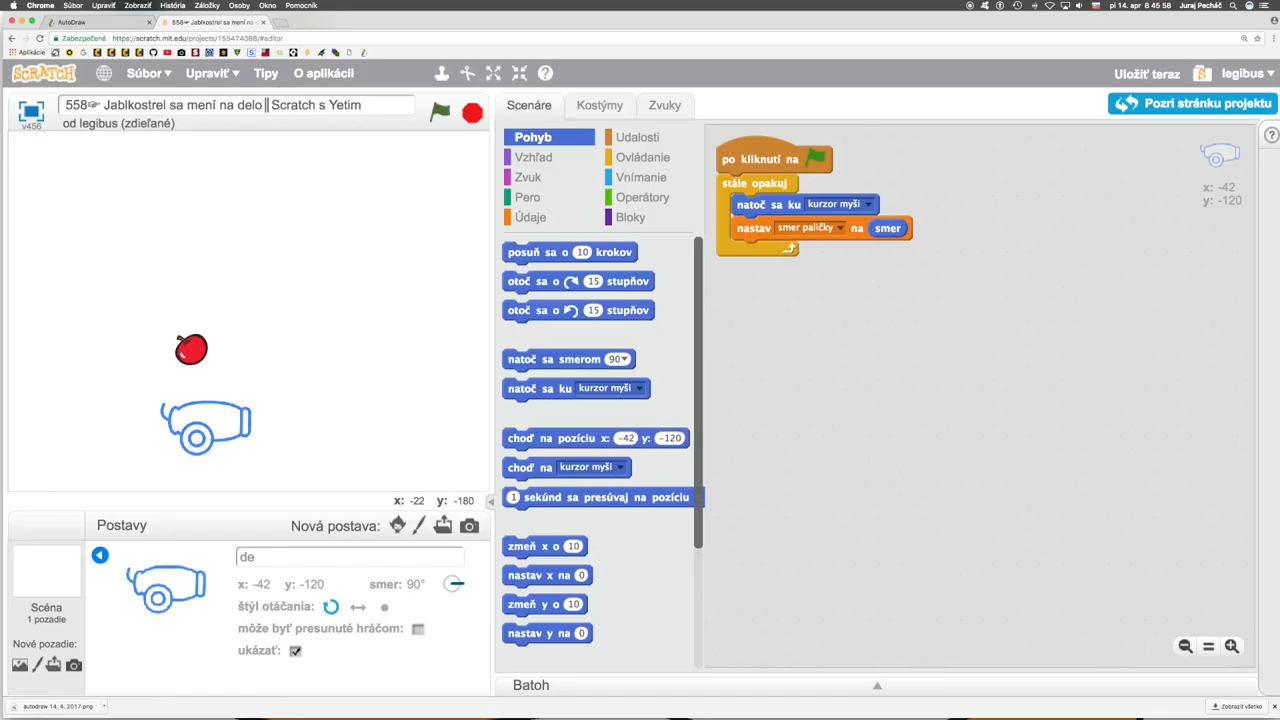 Chrome Súbor Upraviť Zobraziť História Záložky Osoby Okno Pomocník
pi 14. apr 8 45 58 Juraj Pecháč
AutoDraw
558☞ Jablkostrel sa mení na d
Zabezpečené https://scratch.mit.edu/projects/155474088/#editor
Aplikácie
SCRATCH Súbor Upraviť Tipy O aplikácii
Uložiť teraz legibus
v456
558☞ Jablkostrel sa mení na delo || Scratch s Yetim
od legibus (zdieľané)
Scenáre Kostýmy Zvuky
Pozri stránku projektu
Pohyb Udalosti
Vzhľad Ovládanie
Zvuk Vnímanie
Pero Operátory
Údaje Bloky
posuň sa o 10 krokov
otoč sa o 15 stupňov
otoč sa o 15 stupňov
natoč sa smerom 90
natoč sa ku kurzor myši
choď na pozíciu x: -42 y: -120
choď na kurzor myši
1 sekúnd sa presúvaj na pozíciu
zmeň x o 10
nastav x na 0
zmeň y o 10
nastav y na 0
po kliknutí na
stále opakuj
natoč sa ku kurzor myši
nastav smer paličky na smer
x: -42
y: -120
x: -22 y: -180
Postavy Nová postava:
de
x: -42 y: -120 smer: 90°
štýl otáčania:
môže byť presunuté hráčom:
ukázať:
Scéna
1 pozadie
Nové pozadie:
Batoh
autodraw 14. 4. 2017.png
Zobraziť všetko